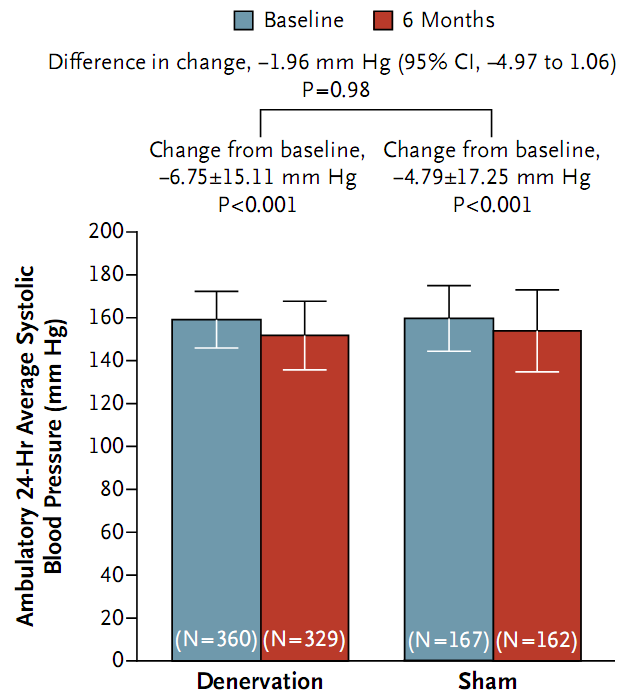 Baseline 6 Months
Difference in change, –1.96 mm Hg (95% CI, –4.97 to 1.06)
P=0.98
Change from baseline,
–6.75±15.11 mm Hg
P<0.001
Change from baseline,
–4.79±17.25 mm Hg
P<0.001
Ambulatory 24-Hr Average Systolic
Blood Pressure (mm Hg)
200
180
160
140
120
100
80
60
40
20
0
(N=360) (N=329) (N=167) (N=162)
Denervation Sham